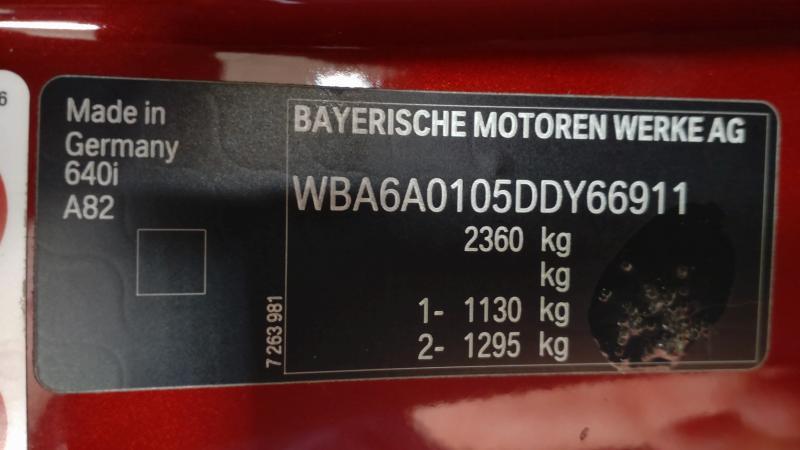 6
Made in
Germany
640i
A82
7 263 981
BAYERISCHE MOTOREN WERKE AG
WBA6A0105DDY66911
2360 kg
kg
1- 1130 kg
2- 1295 kg